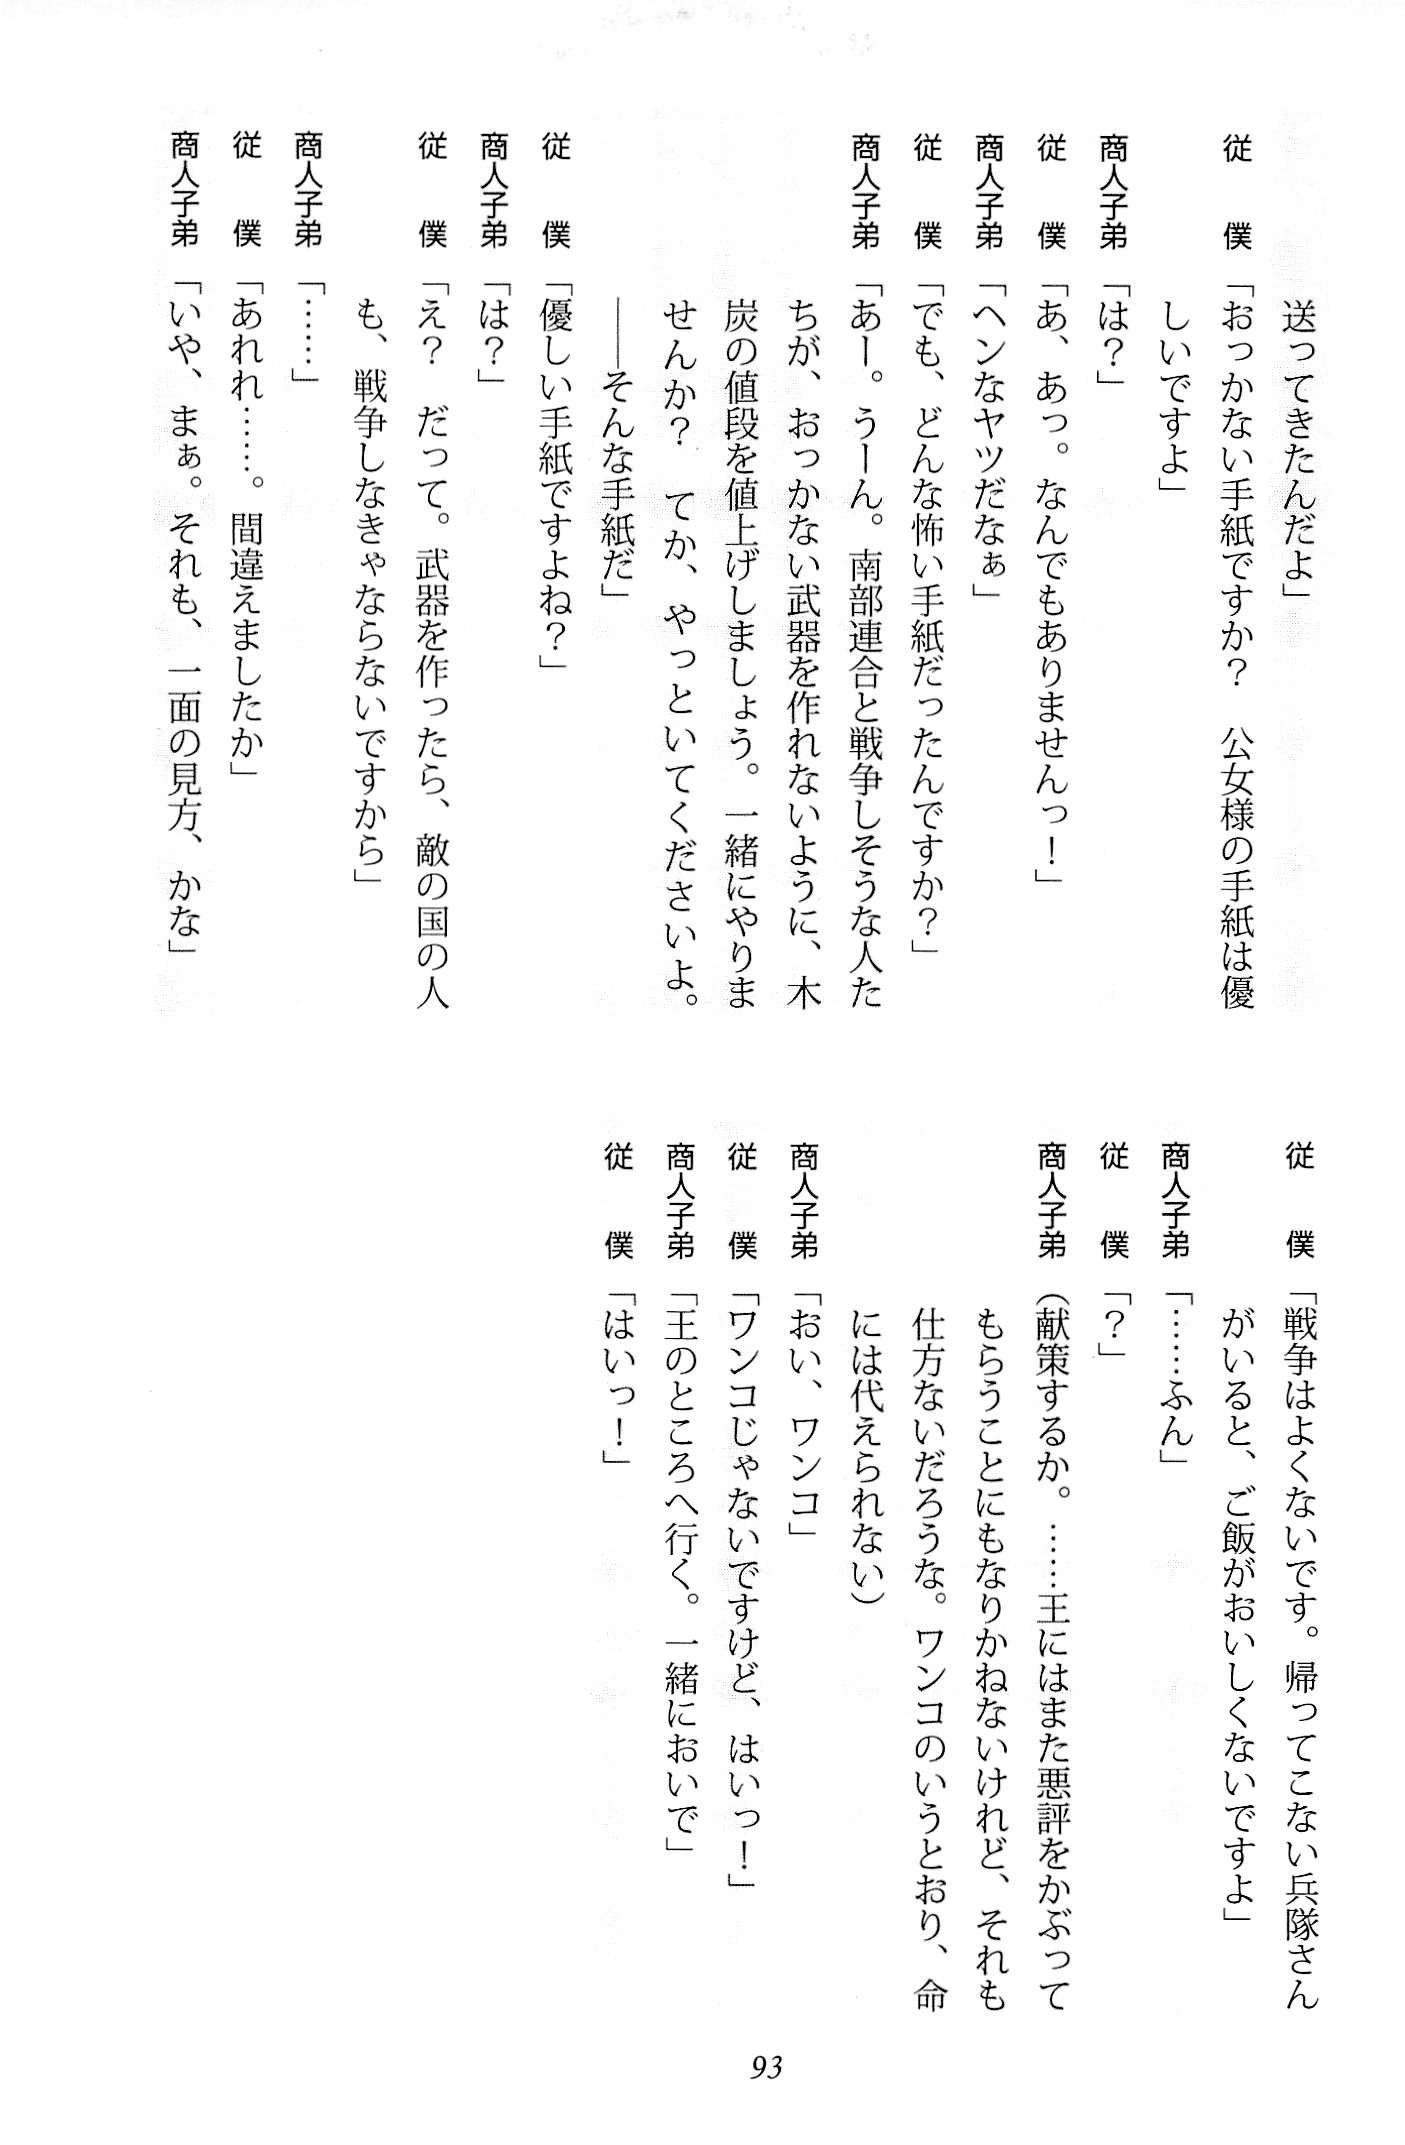 送ってきたんだよ」
従　僕「おっかない手紙ですか？　公女様の手紙は優
しいですよ」
商人子弟「は？」
従　僕「あ、あっ。なんでもありませんっ！」
商人子弟「ヘンなヤツだなぁ」
従　僕「でも、どんな怖い手紙だったんですか？」
商人子弟「あー。うーん。南部連合と戦争しそうな人た
ちが、おっかない武器を作れないように、木
炭の値段を値上げしましょう。一緒にやりま
せんか？　てか、やっといてくださいよ。
――そんな手紙だ」
従　僕「優しい手紙ですよね？」
商人子弟「は？」
従　僕「え？　だって。武器を作ったら、敵の国の人
も、戦争しなきゃならないですから」
商人子弟「……」
従　僕「あれれ……。間違えましたか」
商人子弟「いや、まぁ。それも、一面の見方、かな」
従　僕「戦争はよくないです。帰ってこない兵隊さん
がいると、ご飯がおいしくないですよ」
商人子弟「……ふん」
従　僕「？」
商人子弟（献策するか。……王にはまた悪評をかぶって
もらうことにもなりかねないけれど、それも
仕方ないだろうな。ワンコのいうとおり、命
には代えられない）
商人子弟「おい、ワンコ」
従　僕「ワンコじゃないですけど、はいっ！」
商人子弟「王のところへ行く。一緒においで」
従　僕「はいっ！」
93